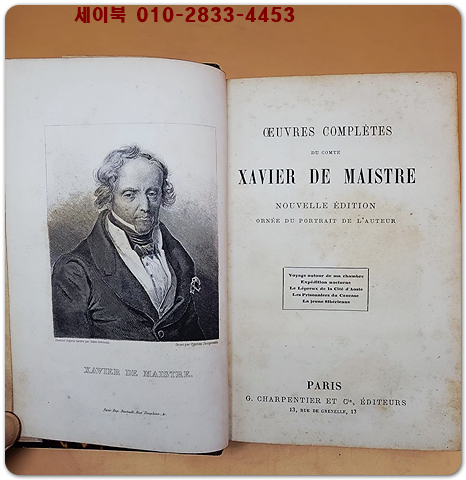 세이북 010-2833-4453
XAVIER DE MAISTRE.
ŒUVRES COMPLÈTES
DU COMTE
XAVIER DE MAISTRE
NOUVELLE ÉDITION
ORNÉE DU PORTRAIT DE L'AUTEUR
Voyage autour de ma chambre
Expédition nocturne
Le Lépreux de la Cité d'Aoste
Les Prisonniers du Caucase
La jeune Sibérienne
PARIS
G. CHARPENTIER ET Cie, ÉDITEURS
13, RUE DE GRENELLE, 13